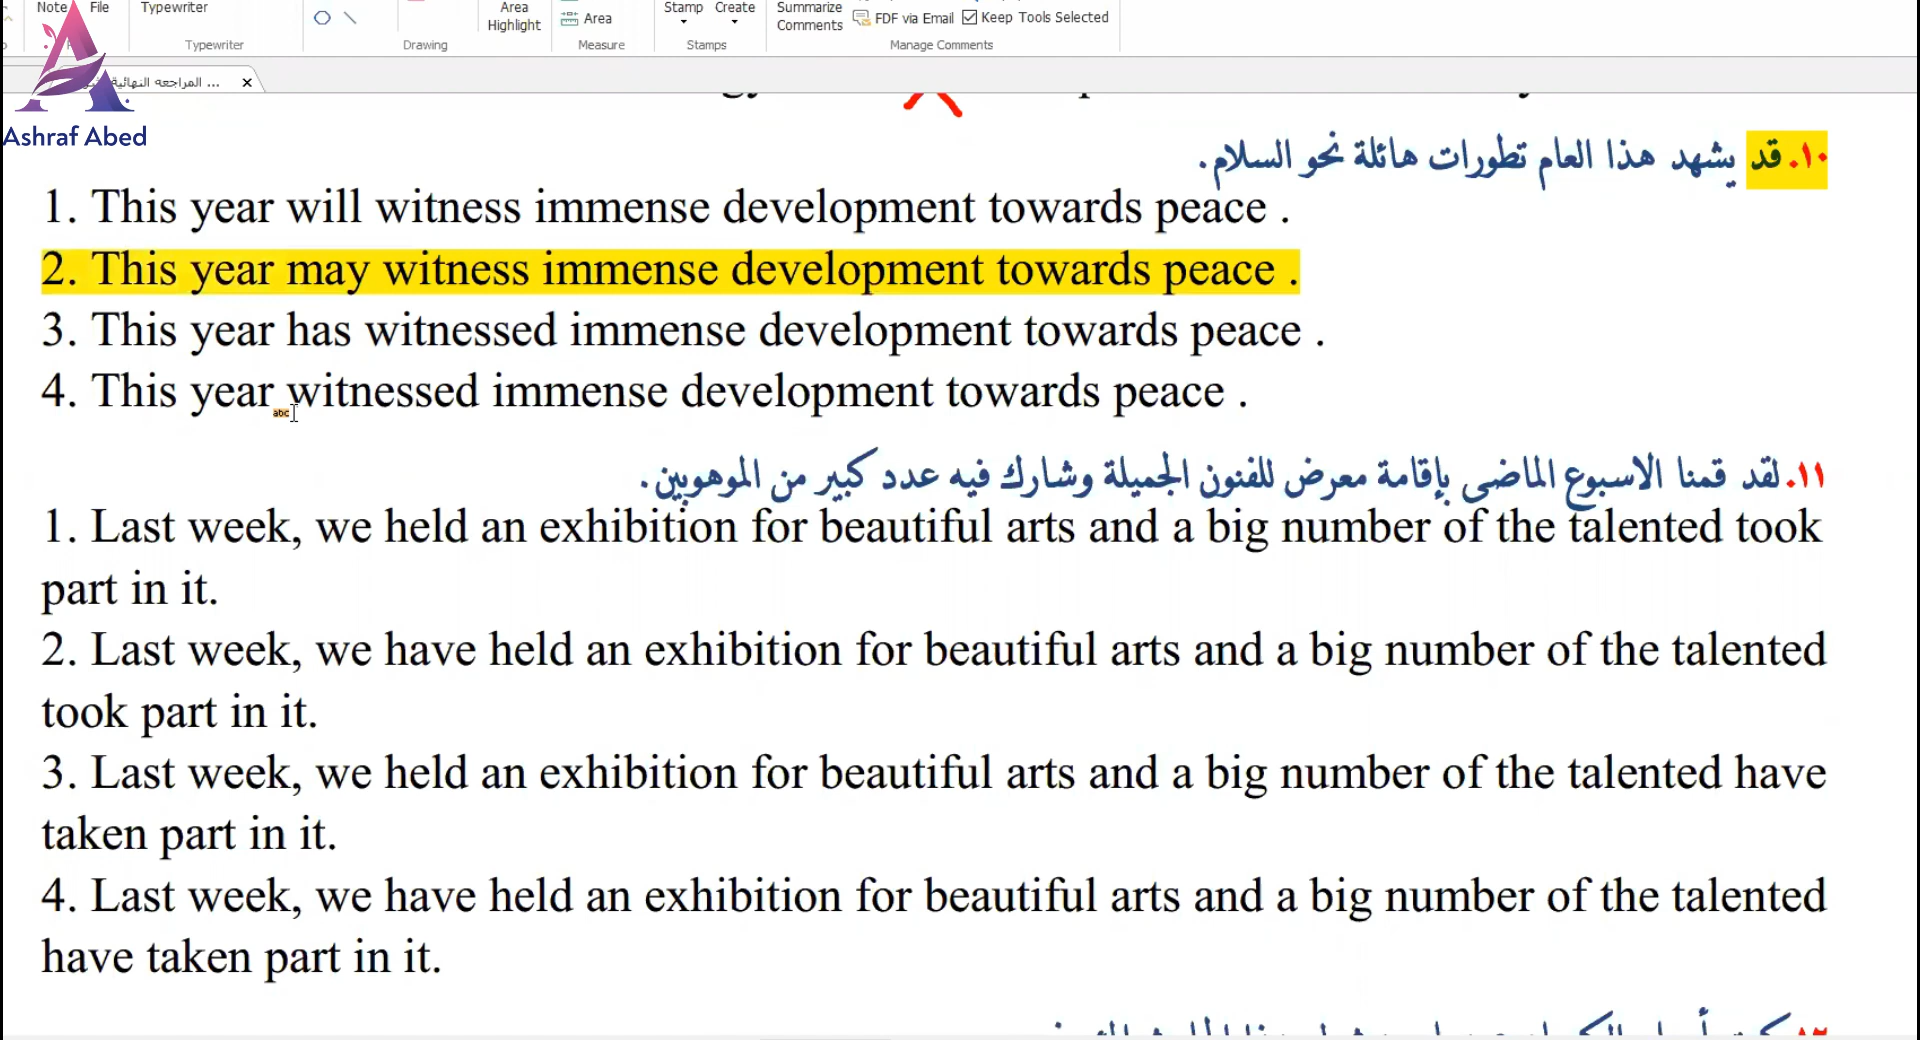 Note File Typewriter Area Highlight Area Stamp Create Summarize Comments FDF via Email Keep Tools Selected
Typewriter Drawing Measure Stamps Manage Comments
المراجعه النهائية ...
Ashraf Abed
١٠. قد يشهد هذا العام تطورات هائلة نحو السلام.
1. This year will witness immense development towards peace .
2. This year may witness immense development towards peace .
3. This year has witnessed immense development towards peace .
4. This year witnessed immense development towards peace .
abc
١١. لقد قمنا الاسبوع الماضى بإقامة معرض للفنون الجميلة وشارك فيه عدد كبير من الموهوبين.
1. Last week, we held an exhibition for beautiful arts and a big number of the talented took
part in it.
2. Last week, we have held an exhibition for beautiful arts and a big number of the talented
took part in it.
3. Last week, we held an exhibition for beautiful arts and a big number of the talented have
taken part in it.
4. Last week, we have held an exhibition for beautiful arts and a big number of the talented
have taken part in it.